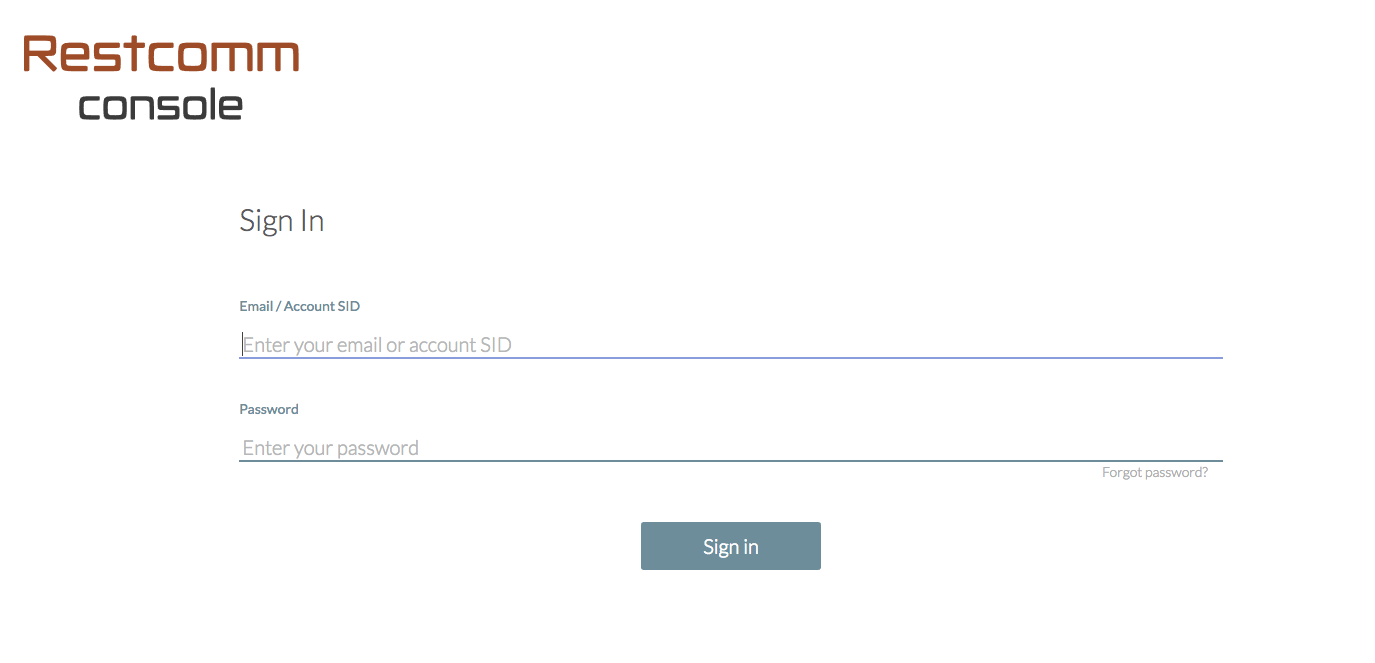 Restcomm
console
Sign In
Email / Account SID
Enter your email or account SID
Password
Enter your password
Forgot password?
Sign in